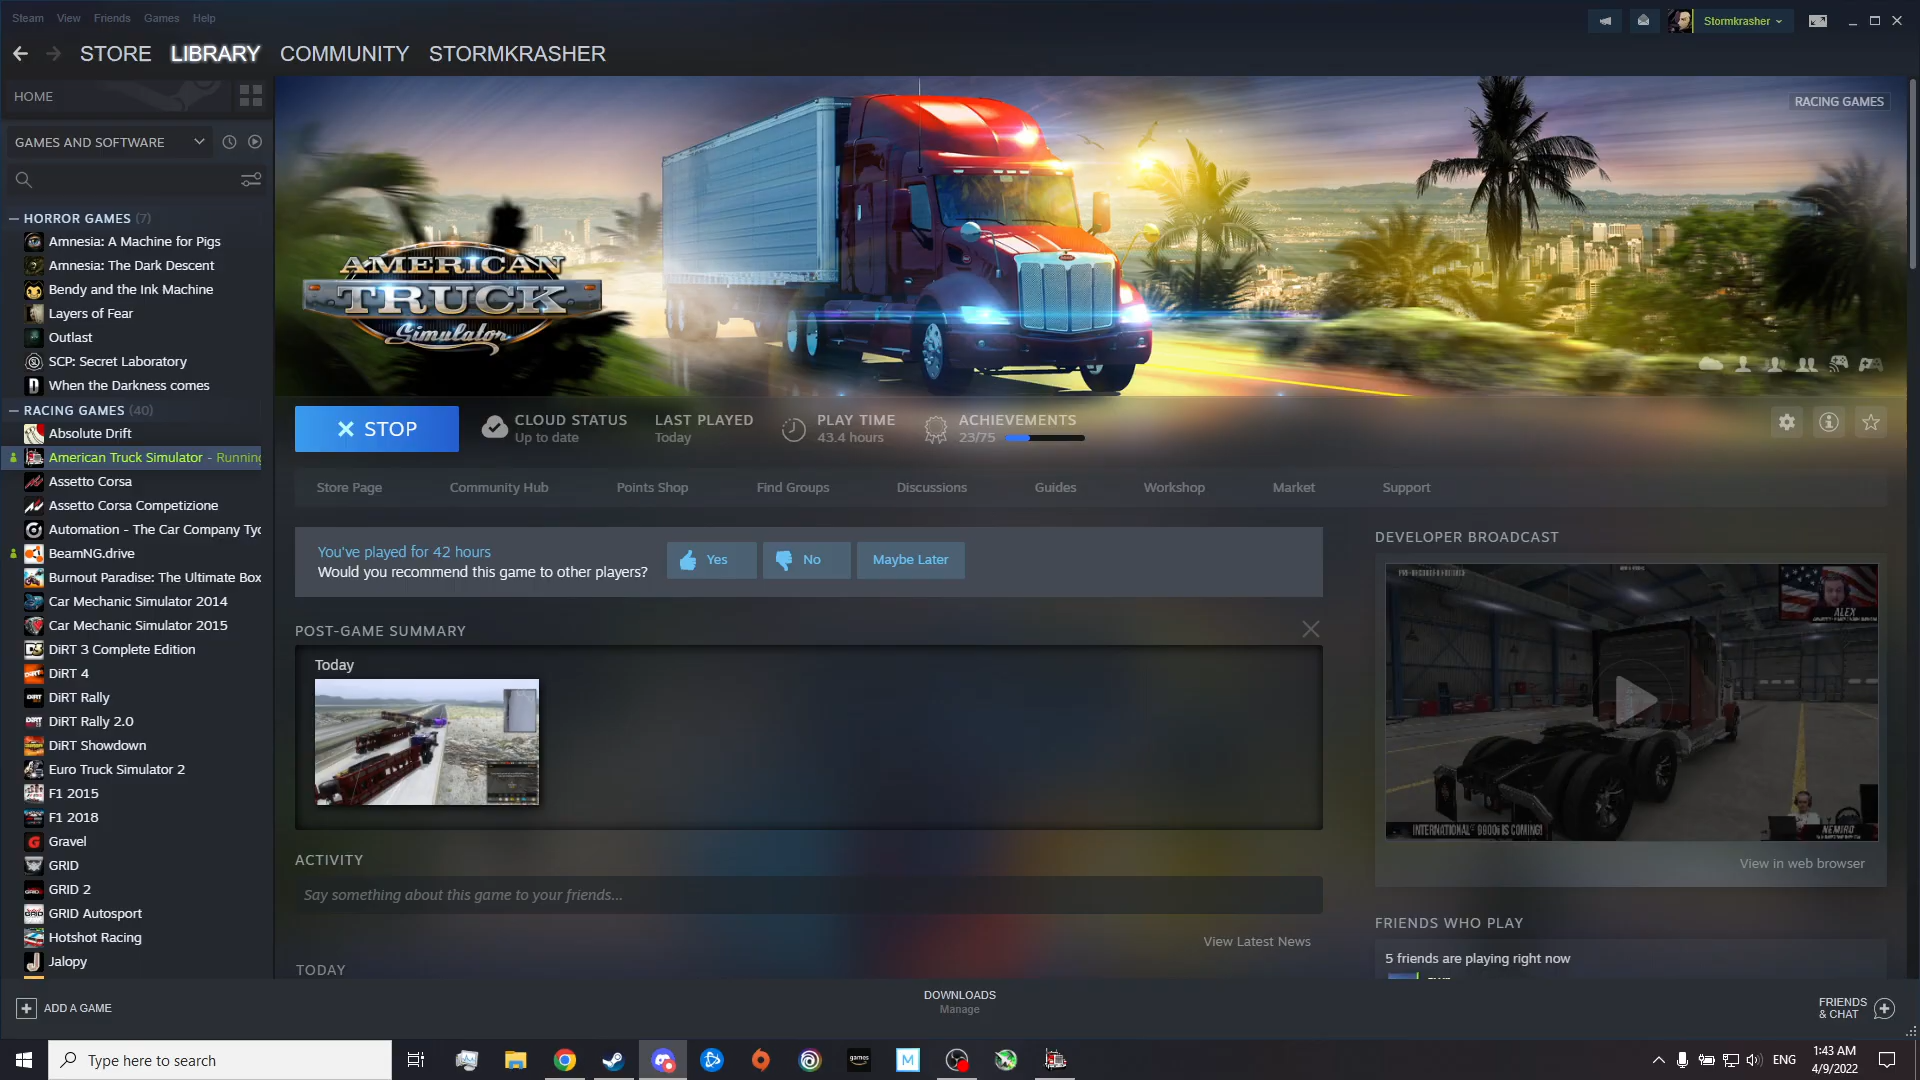 Steam View Friends Games Help
Stormkrasher
STORE LIBRARY COMMUNITY STORMKRASHER
HOME
GAMES AND SOFTWARE
RACING GAMES
HORROR GAMES (7)
Amnesia: A Machine for Pigs
Amnesia: The Dark Descent
Bendy and the Ink Machine
Layers of Fear
Outlast
SCP: Secret Laboratory
When the Darkness comes
RACING GAMES (40)
Absolute Drift
American Truck Simulator - Running
Assetto Corsa
Assetto Corsa Competizione
Automation - The Car Company Tyc
BeamNG.drive
Burnout Paradise: The Ultimate Box
Car Mechanic Simulator 2014
Car Mechanic Simulator 2015
DiRT 3 Complete Edition
DiRT 4
DiRT Rally
DiRT Rally 2.0
DiRT Showdown
Euro Truck Simulator 2
F1 2015
F1 2018
Gravel
GRID
GRID 2
GRID Autosport
Hotshot Racing
Jalopy
ADD A GAME
AMERICAN
TRUCK
Simulator
STOP
CLOUD STATUS
Up to date
LAST PLAYED
Today
PLAY TIME
43.4 hours
ACHIEVEMENTS
23/75
Store Page Community Hub Points Shop Find Groups Discussions Guides Workshop Market Support
You've played for 42 hours
Would you recommend this game to other players?
Yes No Maybe Later
POST-GAME SUMMARY
Today
ACTIVITY
Say something about this game to your friends...
View Latest News
TODAY
DEVELOPER BROADCAST
PRE-RECORDED FOOTAGE
ALEX
INTERNATIONAL® 9900i IS COMING!
NEMIRO
View in web browser
FRIENDS WHO PLAY
5 friends are playing right now
DOWNLOADS
Manage
FRIENDS
& CHAT
Type here to search
games
M
ENG
1:43 AM
4/9/2022